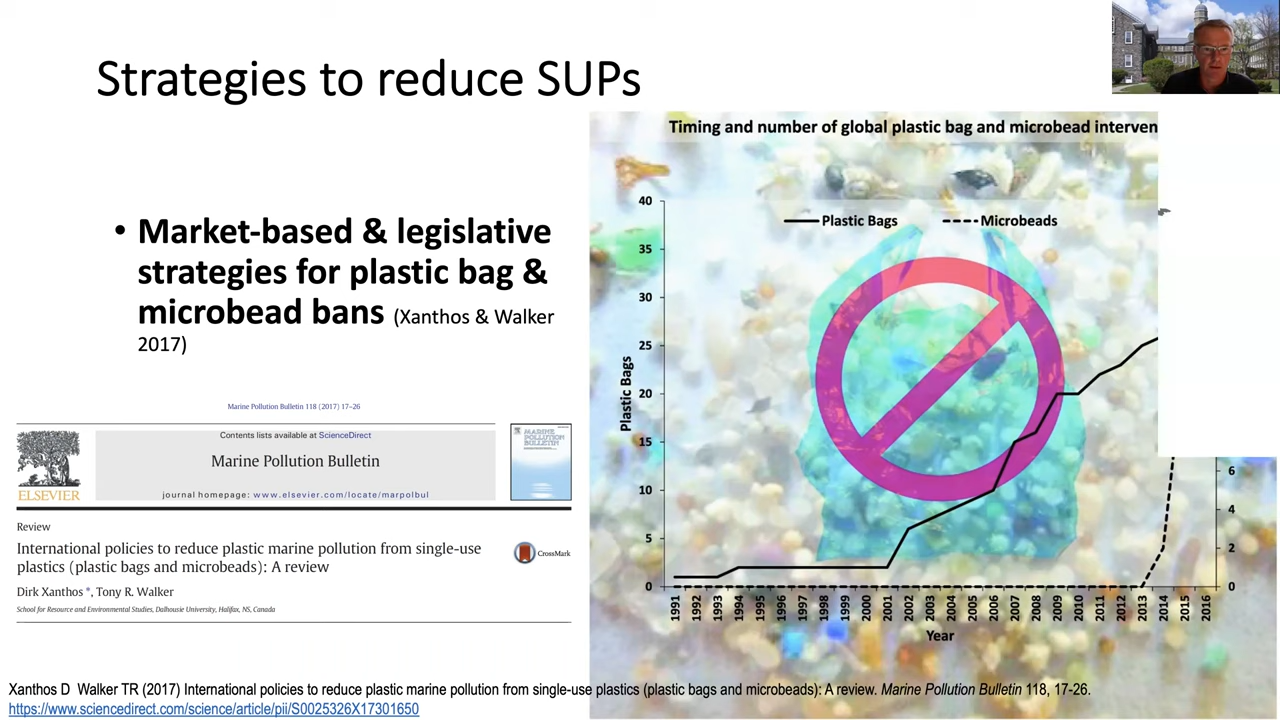 Strategies to reduce SUPs
• Market-based & legislative
strategies for plastic bag &
microbead bans (Xanthos & Walker
2017)
Marine Pollution Bulletin 118 (2017) 17–26
Contents lists available at ScienceDirect
Marine Pollution Bulletin
journal homepage: www.elsevier.com/locate/marpolbul
ELSEVIER
MARINE
POLLUTION
BULLETIN
Review
International policies to reduce plastic marine pollution from single-use
plastics (plastic bags and microbeads): A review
CrossMark
Dirk Xanthos *, Tony R. Walker
School for Resource and Environmental Studies, Dalhousie University, Halifax, NS, Canada
Timing and number of global plastic bag and microbead interven
Plastic Bags
Microbeads
Plastic Bags
40
35
30
25
20
15
10
5
0
6
4
2
0
1991
1992
1993
1994
1995
1996
1997
1998
1999
2000
2001
2002
2003
2004
2005
2006
2007
2008
2009
2010
2011
2012
2013
2014
2015
2016
Year
Xanthos D Walker TR (2017) International policies to reduce plastic marine pollution from single-use plastics (plastic bags and microbeads): A review. Marine Pollution Bulletin 118, 17-26.
https://www.sciencedirect.com/science/article/pii/S0025326X17301650